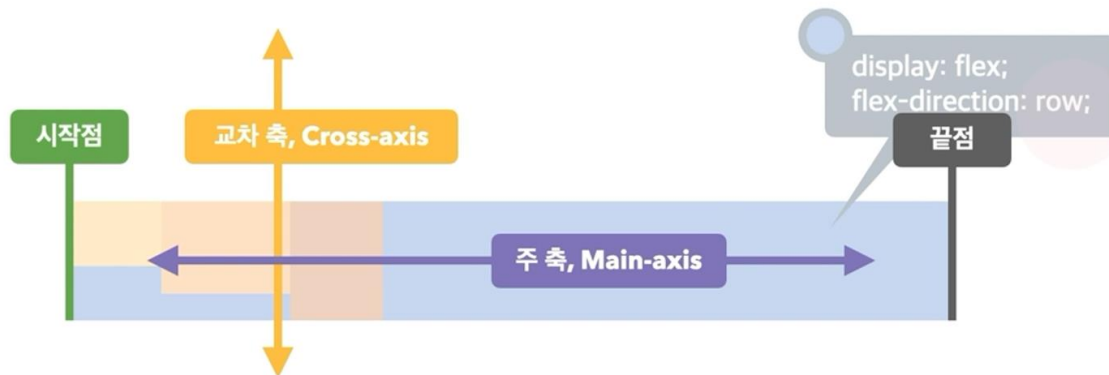 display: flex;
flex-direction: row;
시작점
교차 축, Cross-axis
끝점
주 축, Main-axis